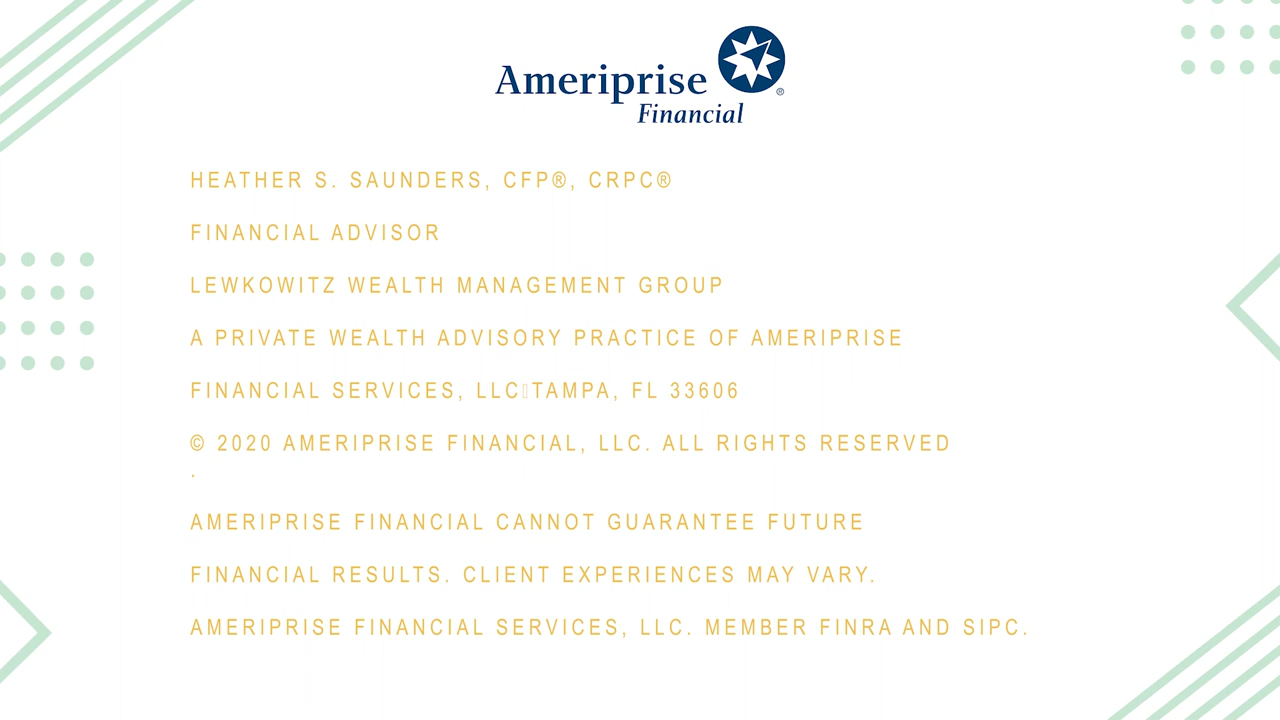 Ameriprise
Financial
HEATHER S. SAUNDERS, CFP®, CRPC®
FINANCIAL ADVISOR
LEWKOWITZ WEALTH MANAGEMENT GROUP
A PRIVATE WEALTH ADVISORY PRACTICE OF AMERIPRISE
FINANCIAL SERVICES, LLC▯TAMPA, FL 33606
© 2020 AMERIPRISE FINANCIAL, LLC. ALL RIGHTS RESERVED
.
AMERIPRISE FINANCIAL CANNOT GUARANTEE FUTURE
FINANCIAL RESULTS. CLIENT EXPERIENCES MAY VARY.
AMERIPRISE FINANCIAL SERVICES, LLC. MEMBER FINRA AND SIPC.